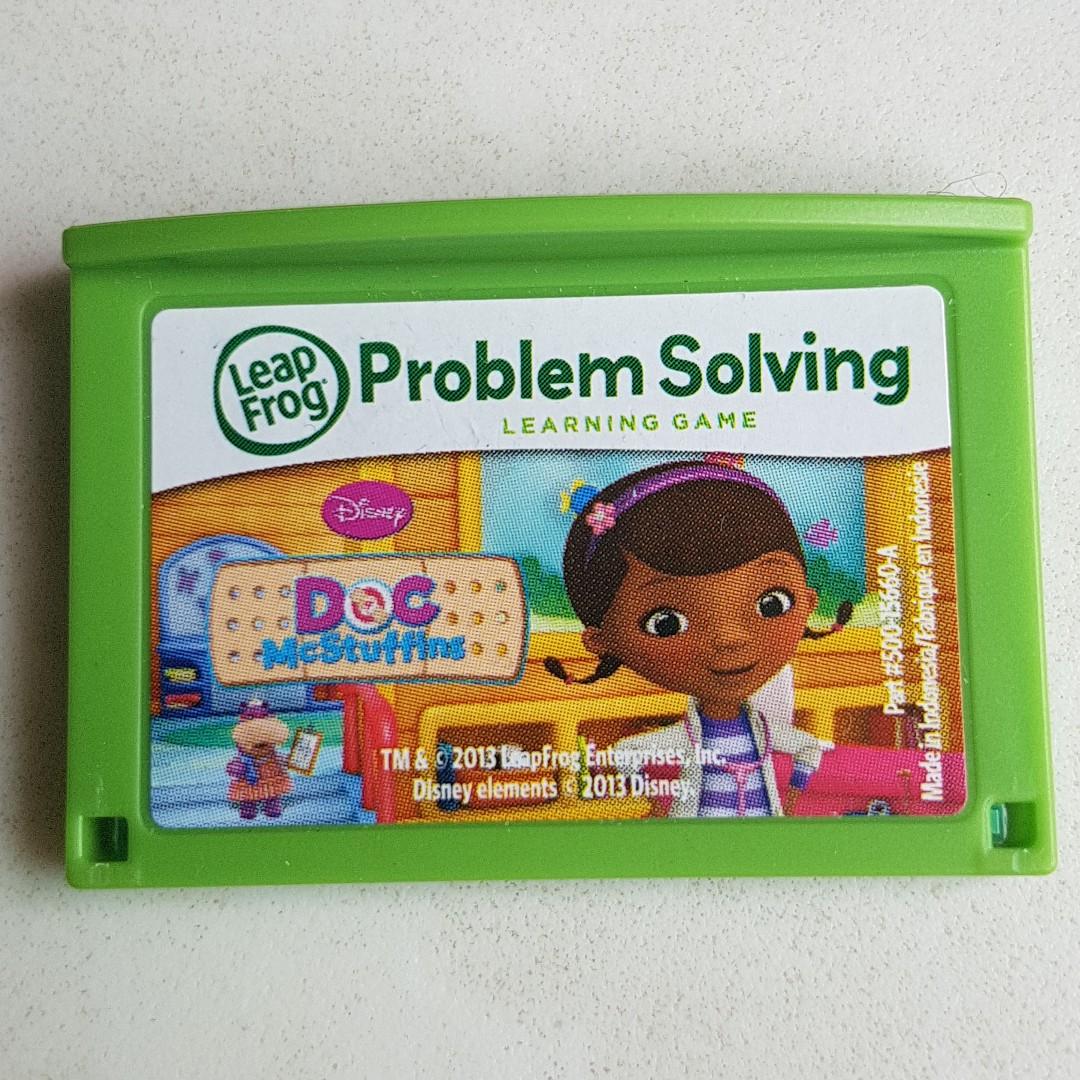 Leap
Frog
Problem Solving
LEARNING GAME
Disney
DOC
McStuffins
TM & © 2013 LeapFrog Enterprises, Inc.
Disney elements © 2013 Disney.
Part #500-15660-A
Made in Indonesia/Fabriqué en Indonésie